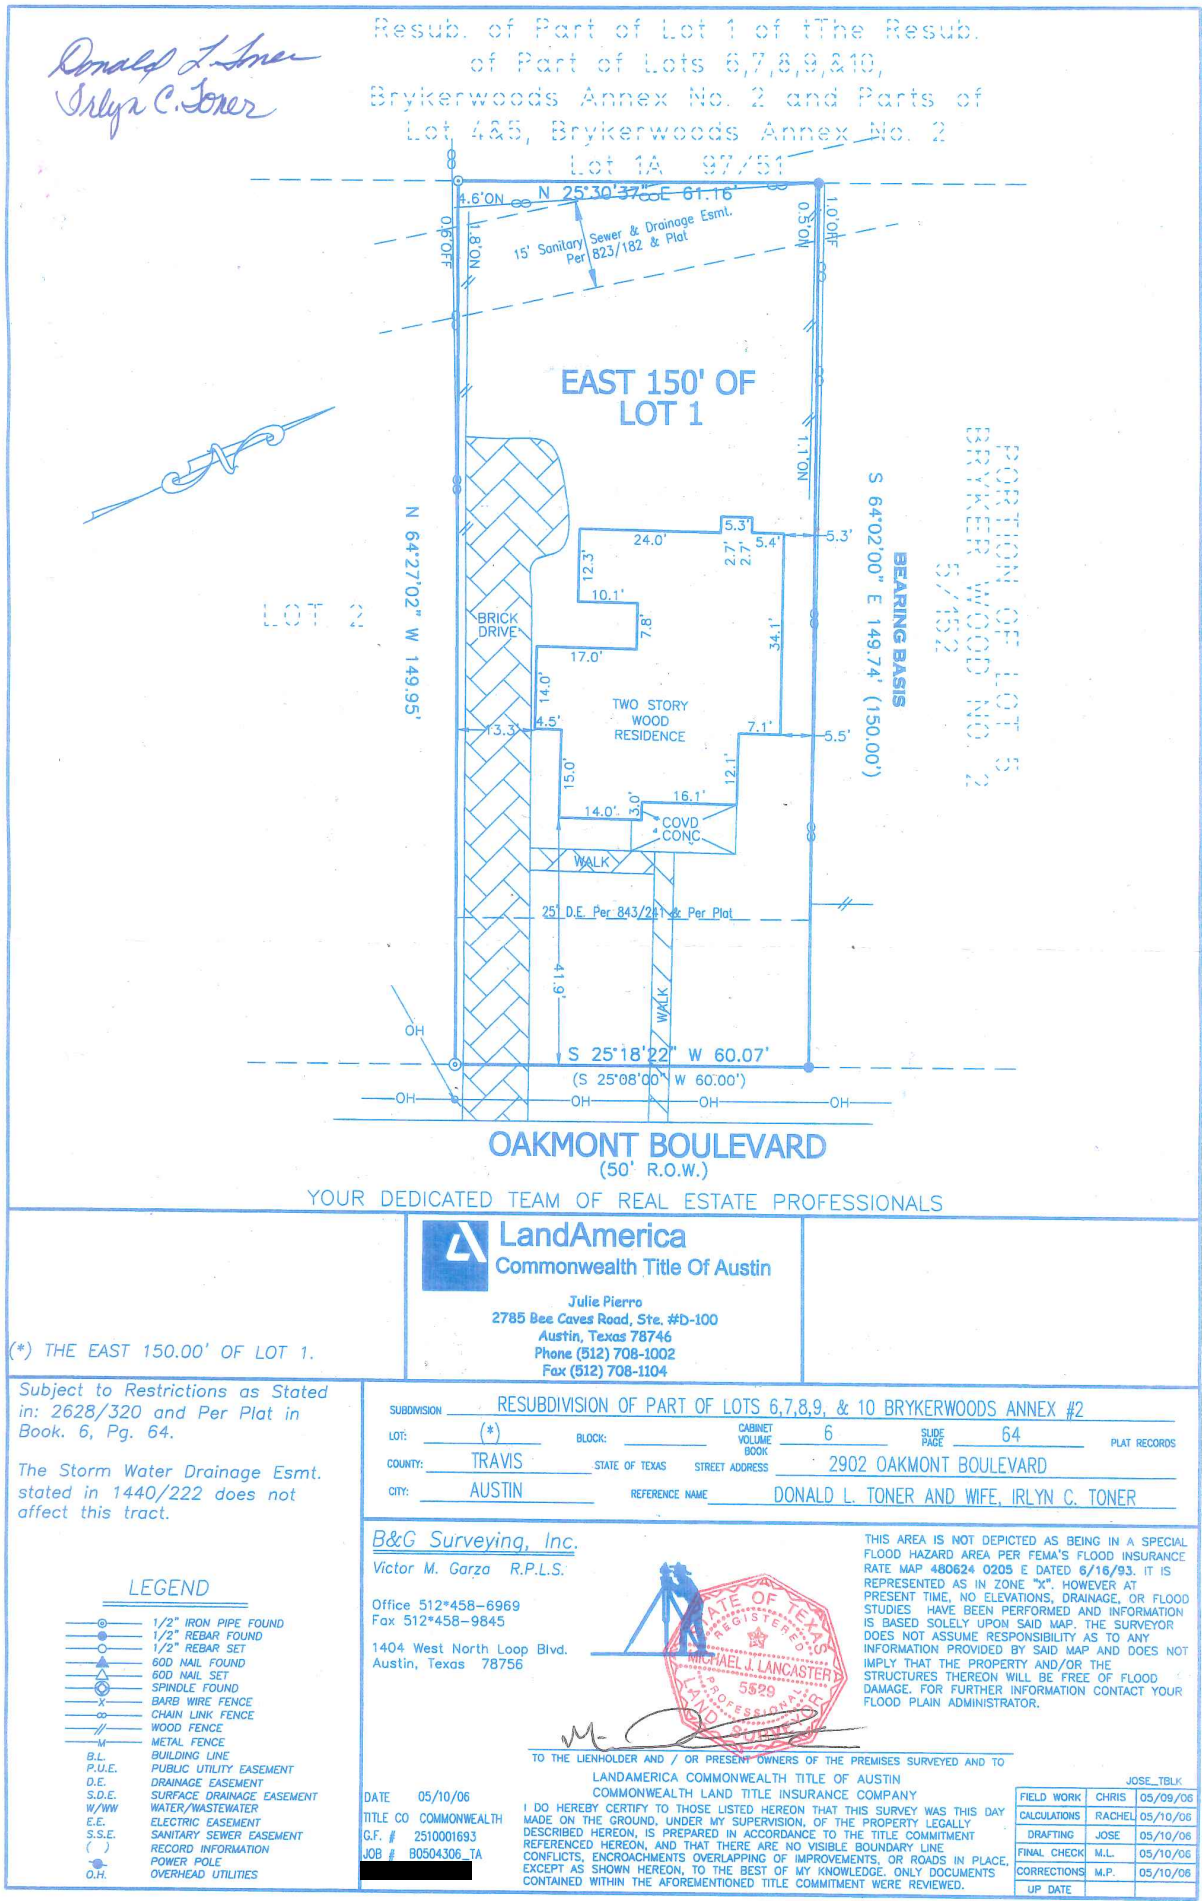 Donald L Toner
Irlyn C. Toner
Resub. of Part of Lot 1 of tThe Resub.
of Part of Lots 6,7,8,9,&10,
Brykerwoods Annex No. 2 and Parts of
Lot 4&5, Brykerwoods Annex No. 2
Lot 1A 97/51
N 25°30'37" E 61.16'
4.6'ON
0.6'OFF
1.8'ON
0.5'ON
1.0'OFF
15' Sanitary Sewer & Drainage Esmt.
Per 823/182 & Plat
EAST 150' OF
LOT 1
1.1'ON
N 64°27'02" W 149.95'
LOT 2
S 64°02'00" E 149.74' (150.00')
BEARING BASIS
PORTION OF LOT 5
BRYKER WOOD NO. 2
5/152
5.3'
24.0'
2.7'
2.7'
5.4'
5.3'
12.3'
10.1'
7.8'
34.1'
BRICK
DRIVE
17.0'
14.0'
TWO STORY
WOOD
RESIDENCE
13.3'
4.5'
7.1'
5.5'
15.0'
12.1'
14.0'
3.0'
16.1'
COVD
CONC
WALK
25' D.E. Per 843/241 & Per Plat
41.9'
WALK
OH
S 25°18'22" W 60.07'
(S 25°08'00" W 60.00')
OH
OH
OH
OH
OAKMONT BOULEVARD
(50' R.O.W.)
YOUR DEDICATED TEAM OF REAL ESTATE PROFESSIONALS
LandAmerica
Commonwealth Title Of Austin
Julie Pierro
2785 Bee Caves Road, Ste. #D-100
Austin, Texas 78746
Phone (512) 708-1002
Fax (512) 708-1104
(*) THE EAST 150.00' OF LOT 1.
Subject to Restrictions as Stated
in: 2628/320 and Per Plat in
Book. 6, Pg. 64.
The Storm Water Drainage Esmt.
stated in 1440/222 does not
affect this tract.
SUBDIVISION RESUBDIVISION OF PART OF LOTS 6,7,8,9, & 10 BRYKERWOODS ANNEX #2
LOT: (*) BLOCK: CABINET VOLUME BOOK 6 SLIDE PAGE 64 PLAT RECORDS
COUNTY: TRAVIS STATE OF TEXAS STREET ADDRESS 2902 OAKMONT BOULEVARD
CITY: AUSTIN REFERENCE NAME DONALD L. TONER AND WIFE, IRLYN C. TONER
LEGEND
1/2" IRON PIPE FOUND
1/2" REBAR FOUND
1/2" REBAR SET
60D NAIL FOUND
60D NAIL SET
SPINDLE FOUND
X BARB WIRE FENCE
CHAIN LINK FENCE
// WOOD FENCE
M METAL FENCE
B.L. BUILDING LINE
P.U.E. PUBLIC UTILITY EASEMENT
D.E. DRAINAGE EASEMENT
S.D.E. SURFACE DRAINAGE EASEMENT
W/WW WATER/WASTEWATER
E.E. ELECTRIC EASEMENT
S.S.E. SANITARY SEWER EASEMENT
( ) RECORD INFORMATION
POWER POLE
O.H. OVERHEAD UTILITIES
B&G Surveying, Inc.
Victor M. Garza R.P.L.S.
Office 512*458-6969
Fax 512*458-9845
1404 West North Loop Blvd.
Austin, Texas 78756
STATE OF TEXAS
REGISTERED
MICHAEL J. LANCASTER
5529
PROFESSIONAL
LAND SURVEYOR
THIS AREA IS NOT DEPICTED AS BEING IN A SPECIAL
FLOOD HAZARD AREA PER FEMA'S FLOOD INSURANCE
RATE MAP 480624 0205 E DATED 6/16/93. IT IS
REPRESENTED AS IN ZONE "X". HOWEVER AT
PRESENT TIME, NO ELEVATIONS, DRAINAGE, OR FLOOD
STUDIES HAVE BEEN PERFORMED AND INFORMATION
IS BASED SOLELY UPON SAID MAP. THE SURVEYOR
DOES NOT ASSUME RESPONSIBILITY AS TO ANY
INFORMATION PROVIDED BY SAID MAP AND DOES NOT
IMPLY THAT THE PROPERTY AND/OR THE
STRUCTURES THEREON WILL BE FREE OF FLOOD
DAMAGE. FOR FURTHER INFORMATION CONTACT YOUR
FLOOD PLAIN ADMINISTRATOR.
TO THE LIENHOLDER AND / OR PRESENT OWNERS OF THE PREMISES SURVEYED AND TO
LANDAMERICA COMMONWEALTH TITLE OF AUSTIN
COMMONWEALTH LAND TITLE INSURANCE COMPANY
I DO HEREBY CERTIFY TO THOSE LISTED HEREON THAT THIS SURVEY WAS THIS DAY
MADE ON THE GROUND, UNDER MY SUPERVISION, OF THE PROPERTY LEGALLY
DESCRIBED HEREON, IS PREPARED IN ACCORDANCE TO THE TITLE COMMITMENT
REFERENCED HEREON, AND THAT THERE ARE NO VISIBLE BOUNDARY LINE
CONFLICTS, ENCROACHMENTS OVERLAPPING OF IMPROVEMENTS, OR ROADS IN PLACE,
EXCEPT AS SHOWN HEREON, TO THE BEST OF MY KNOWLEDGE. ONLY DOCUMENTS
CONTAINED WITHIN THE AFOREMENTIONED TITLE COMMITMENT WERE REVIEWED.
DATE 05/10/06
TITLE CO COMMONWEALTH
G.F. # 2510001693
JOB # B0504306_TA
JOSE_TBLK
FIELD WORK CHRIS 05/09/06
CALCULATIONS RACHEL 05/10/06
DRAFTING JOSE 05/10/06
FINAL CHECK M.L. 05/10/06
CORRECTIONS M.P. 05/10/06
UP DATE